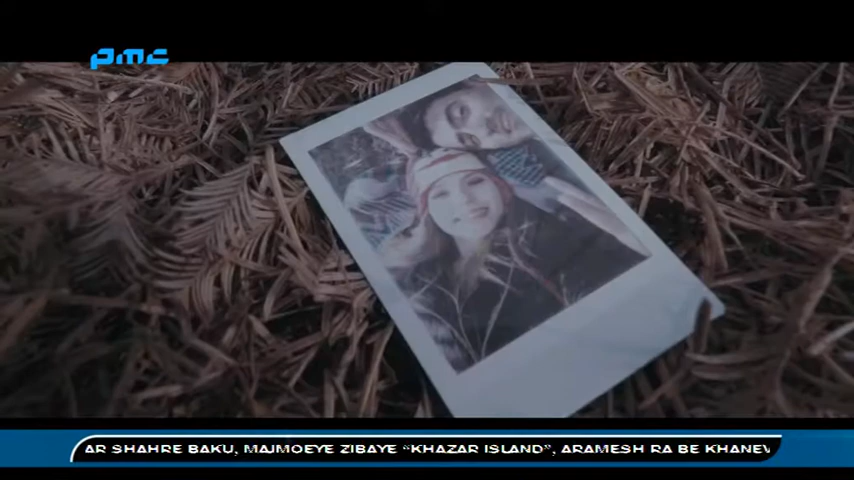 pmc
AR SHAHRE BAKU, MAJMOEYE ZIBAYE "KHAZAR ISLAND", ARAMESH RA BE KHANEV